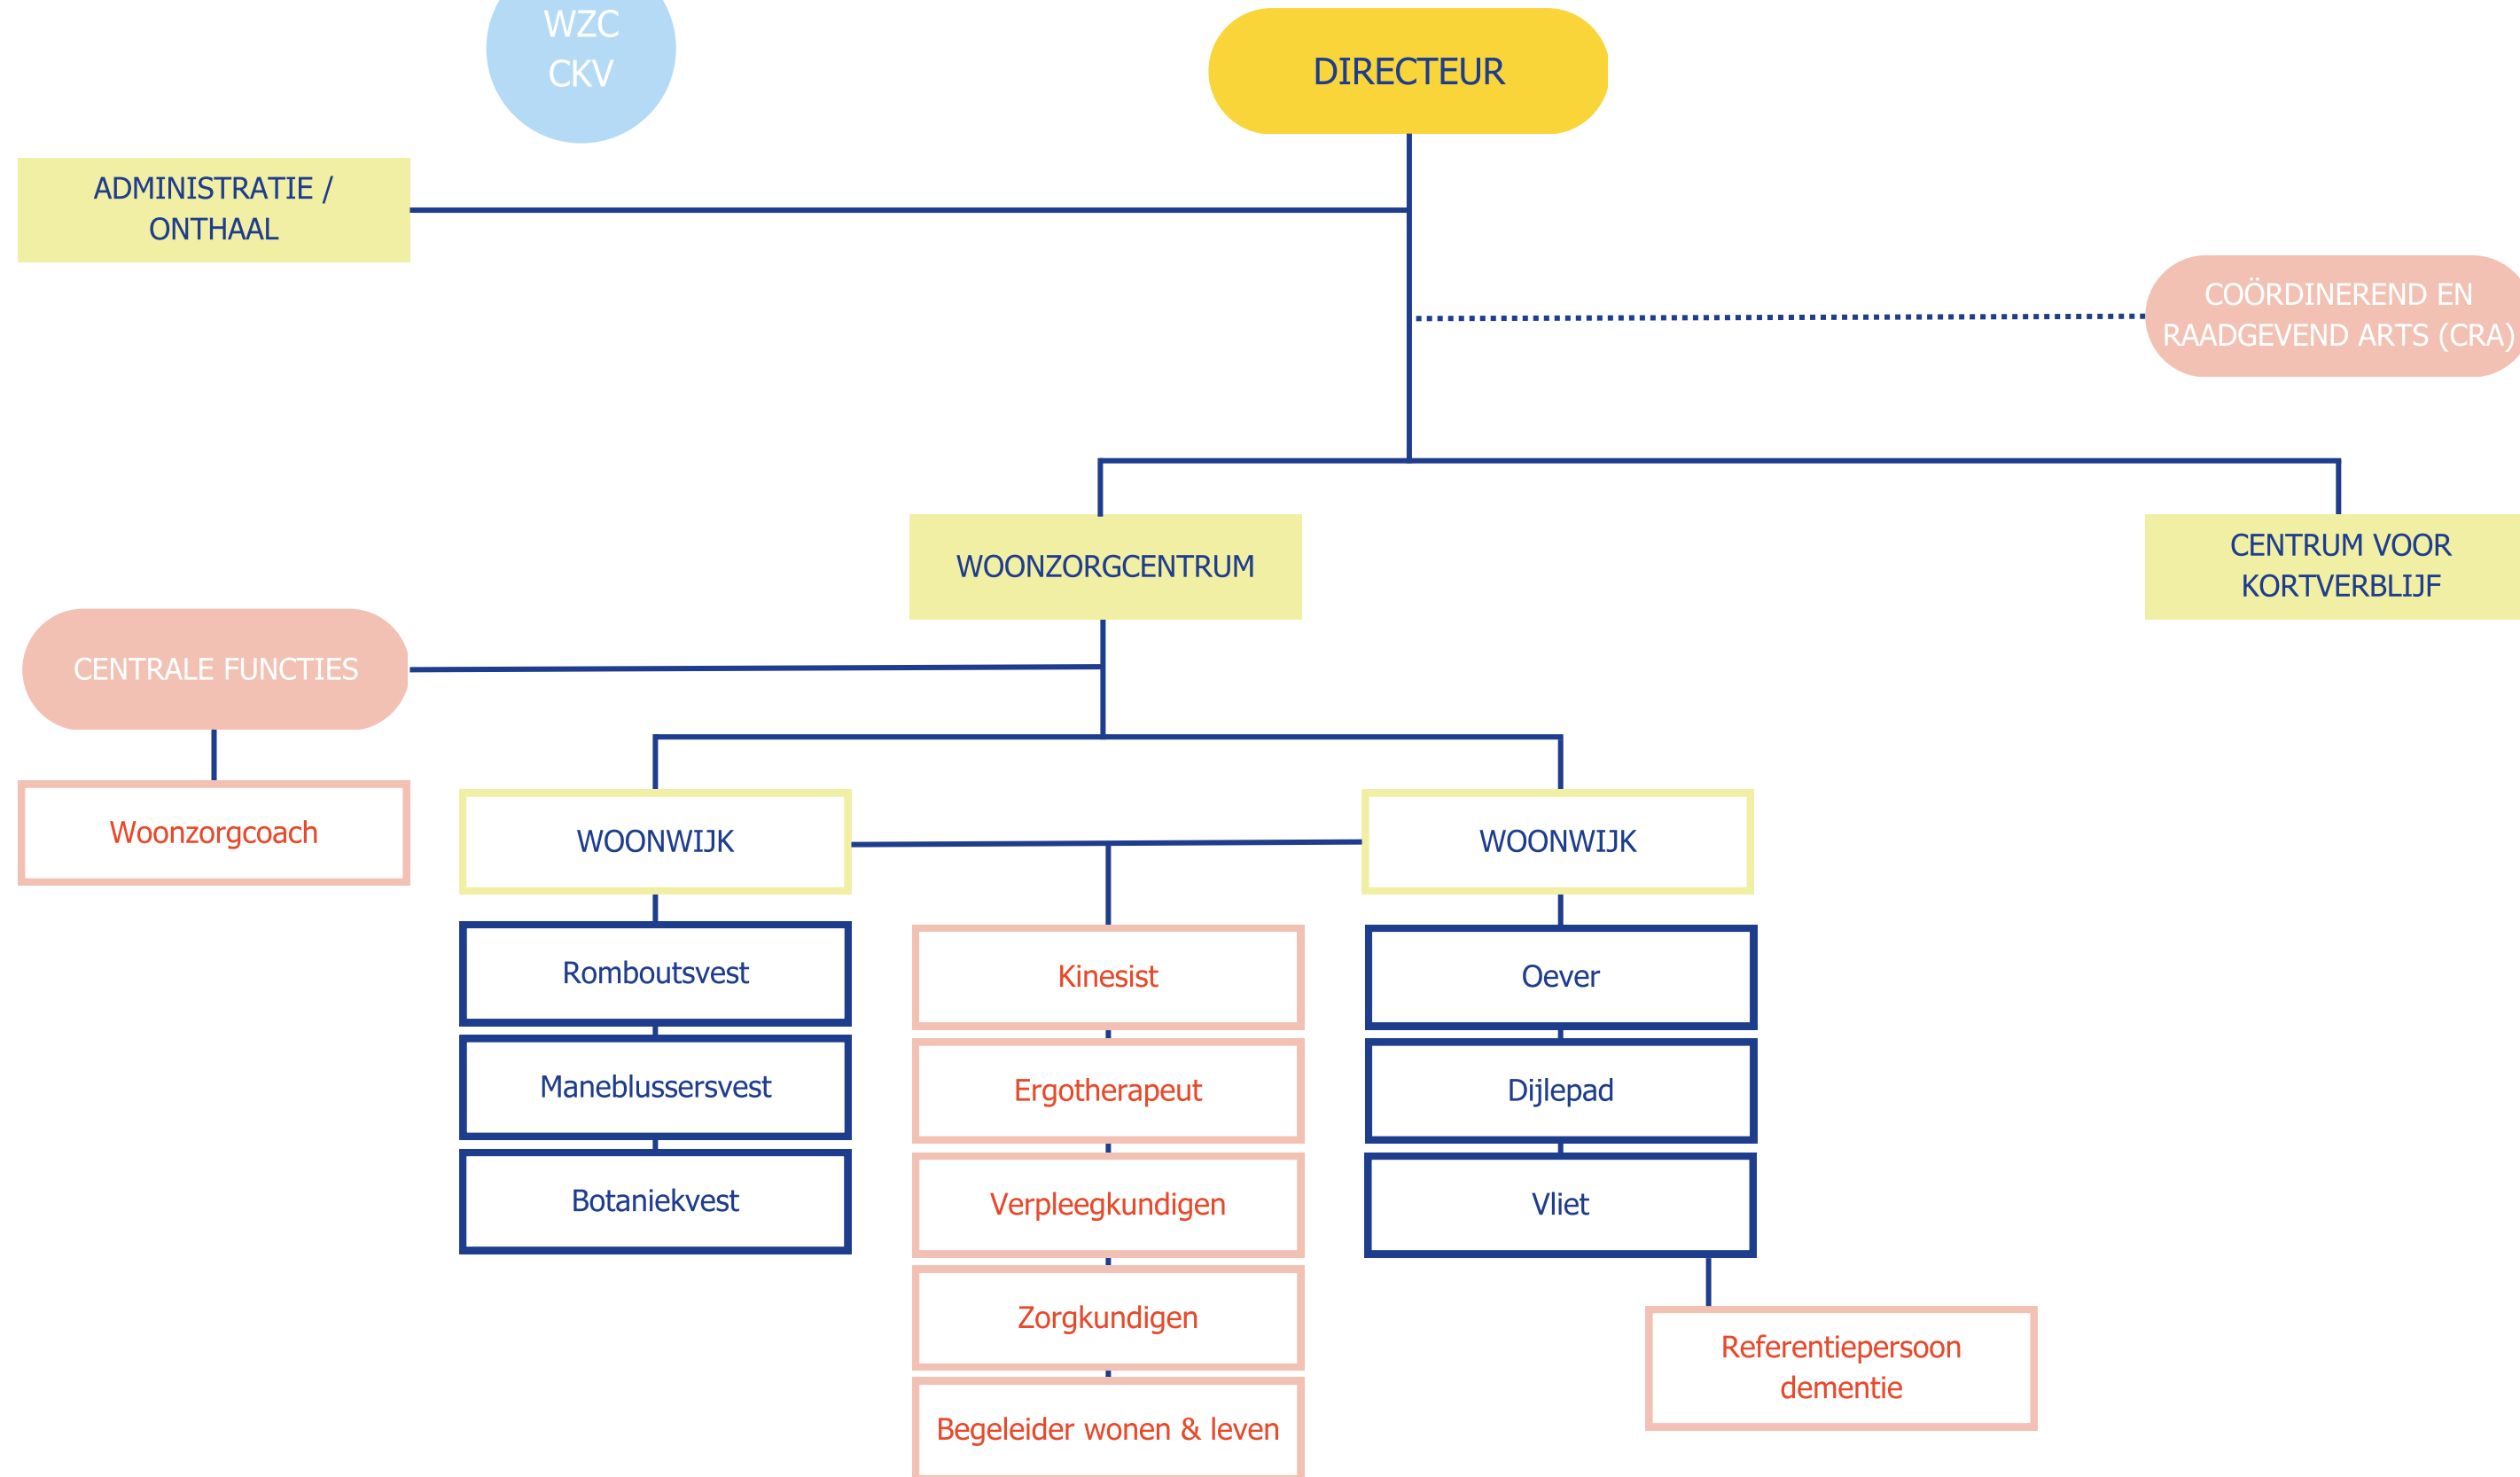 WZC
CKV
DIRECTEUR
ADMINISTRATIE /
ONTHAAL
COÖRDINEREND EN
RAADGEVEND ARTS (CRA)
WOONZORGCENTRUM
CENTRUM VOOR
KORTVERBLIJF
CENTRALE FUNCTIES
Woonzorgcoach
WOONWIJK
WOONWIJK
Romboutsvest
Maneblussersvest
Botaniekvest
Kinesist
Ergotherapeut
Verpleegkundigen
Zorgkundigen
Begeleider wonen & leven
Oever
Dijlepad
Vliet
Referentiepersoon
dementie